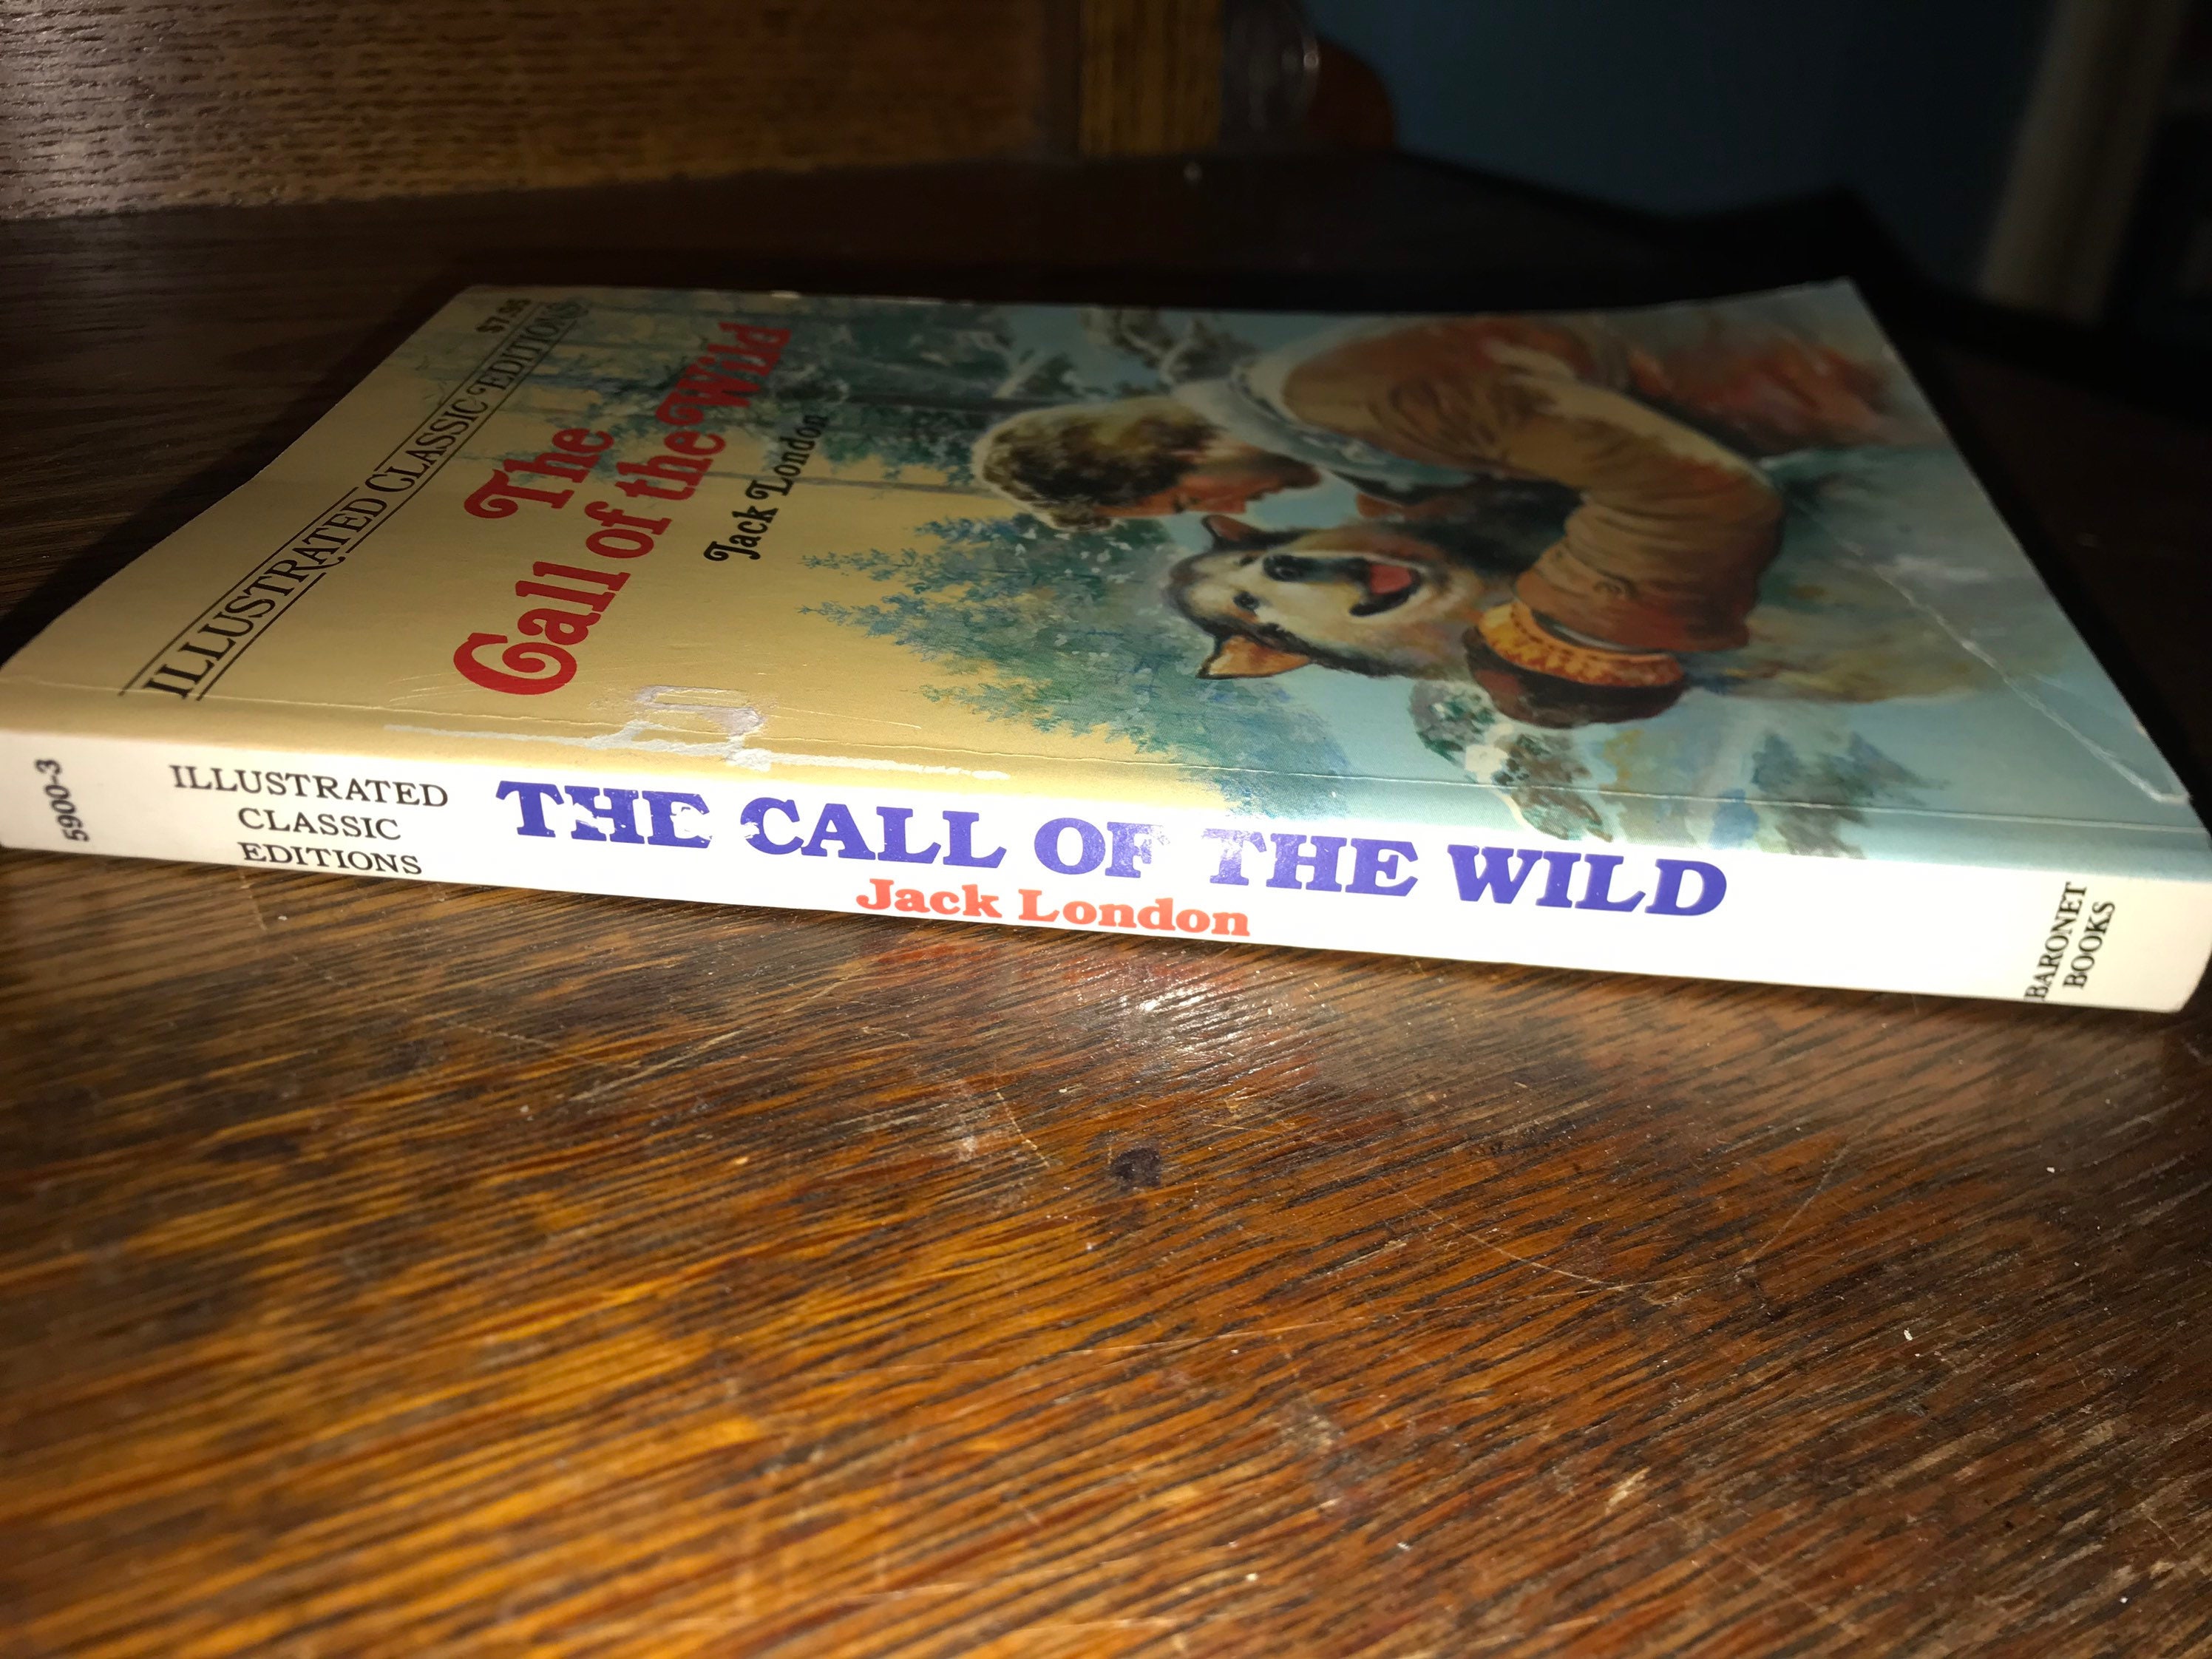 $7.95
ILLUSTRATED CLASSIC EDITIONS
The
Call of the Wild
Jack London
5900-3
ILLUSTRATED
CLASSIC
EDITIONS
THE CALL OF THE WILD
Jack London
BARONET
BOOKS